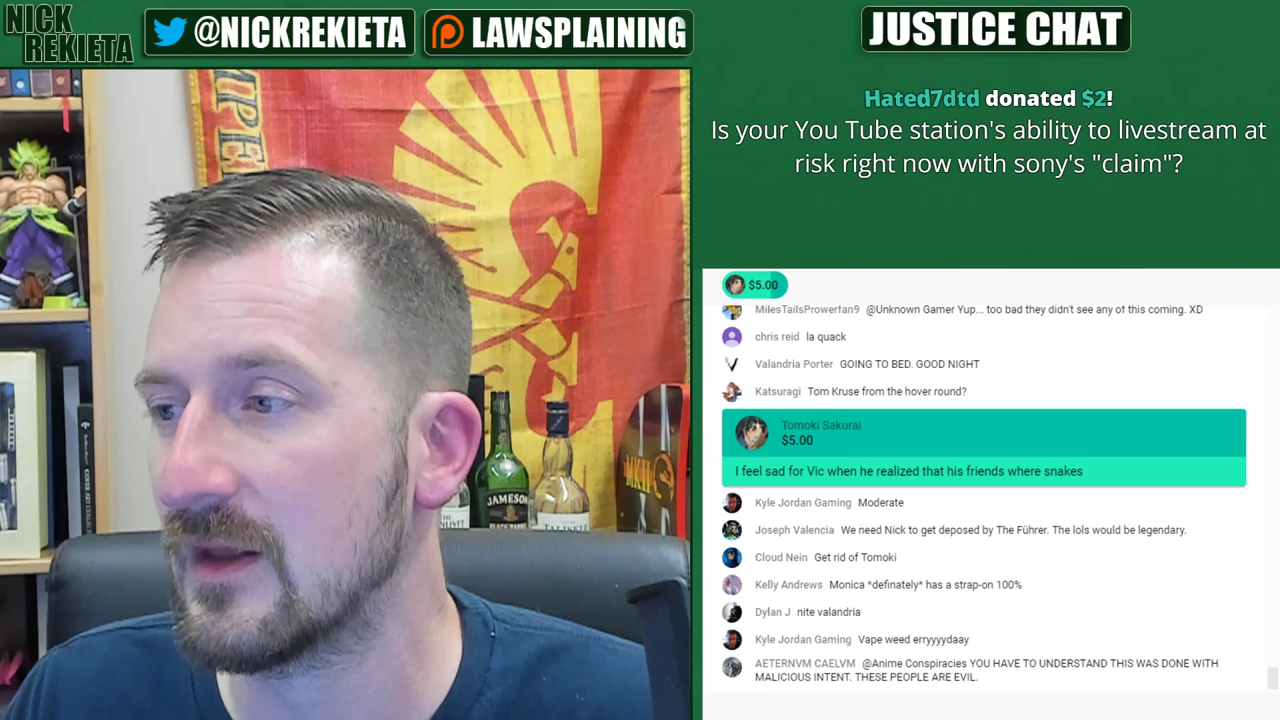 NICK
REKIETA
@NICKREKIETA
LAWSPLAINING
JUSTICE CHAT
Hated7dtd donated $2!
Is your You Tube station's ability to livestream at
risk right now with sony's "claim"?
$5.00
MilesTailsProwerfan9 @Unknown Gamer Yup... too bad they didn't see any of this coming. XD
chris reid la quack
Valandria Porter GOING TO BED. GOOD NIGHT
Katsuragi Tom Kruse from the hover round?
Tomoki Sakurai
$5.00
I feel sad for Vic when he realized that his friends where snakes
Kyle Jordan Gaming Moderate
Joseph Valencia We need Nick to get deposed by The Führer. The lols would be legendary.
Cloud Nein Get rid of Tomoki
Kelly Andrews Monica *definately* has a strap-on 100%
Dylan J nite valandria
Kyle Jordan Gaming Vape weed erryyyydaay
AETERNVM CAELVM @Anime Conspiracies YOU HAVE TO UNDERSTAND THIS WAS DONE WITH
MALICIOUS INTENT. THESE PEOPLE ARE EVIL.
JAMESON
MKII